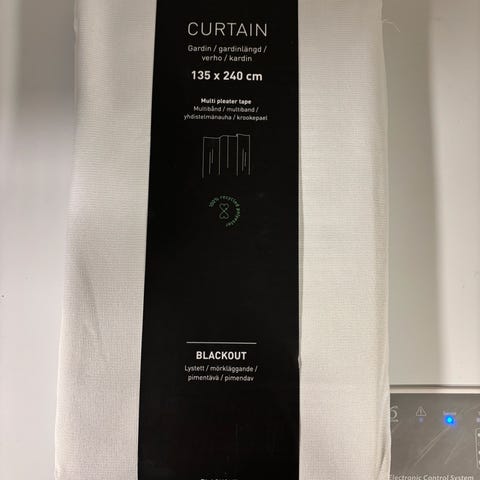 CURTAIN
Gardin / gardinlängd /
verho / kardin
135 x 240 cm
Multi pleater tape
Multibånd / multiband /
yhdistelmänauha / krookepael
100% recycled polyester
BLACKOUT
Lystett / mörkläggande /
pimentävä / pimendav
Electronic Control System